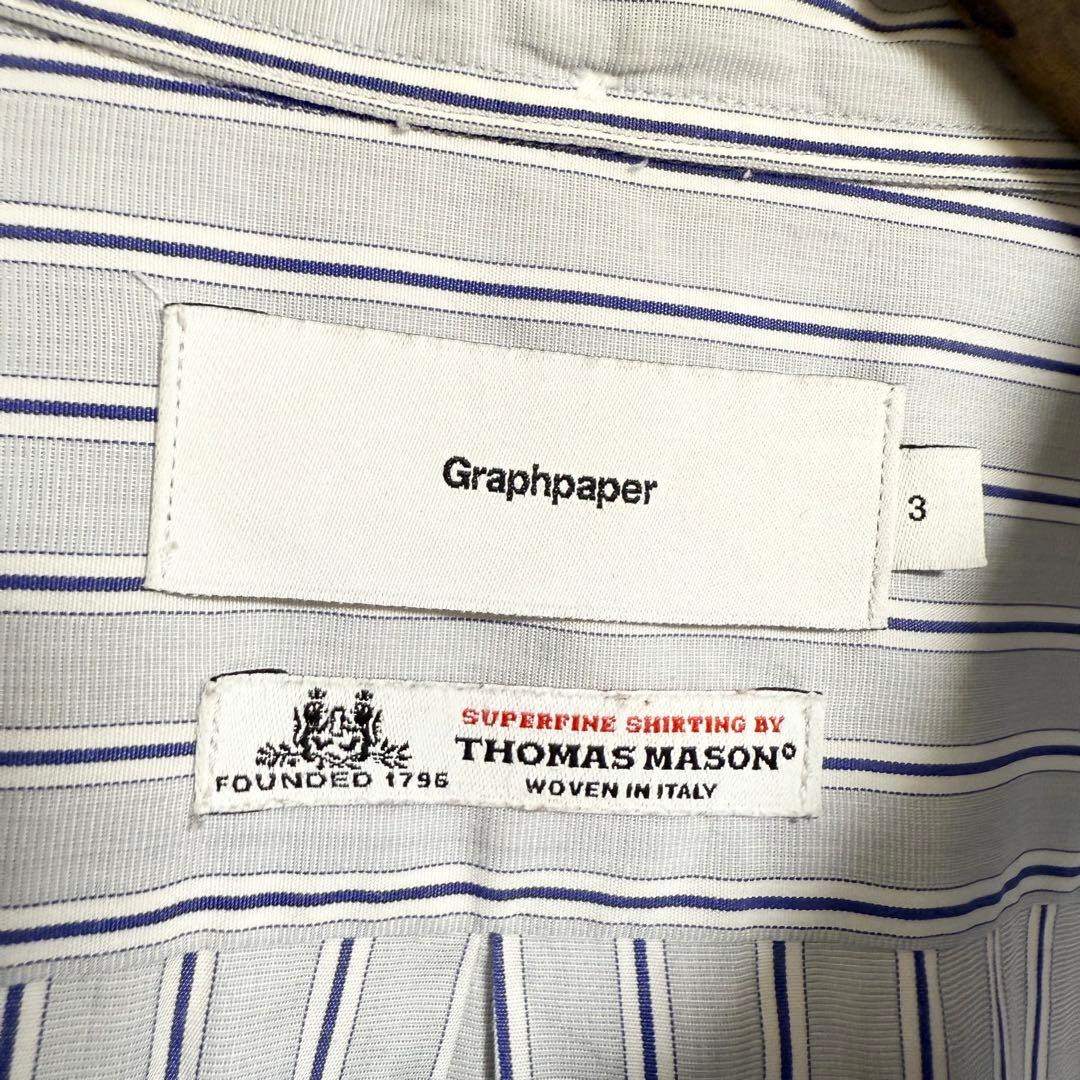 Graphpaper
3
SUPERFINE SHIRTING BY
THOMAS MASON°
FOUNDED 1796
WOVEN IN ITALY